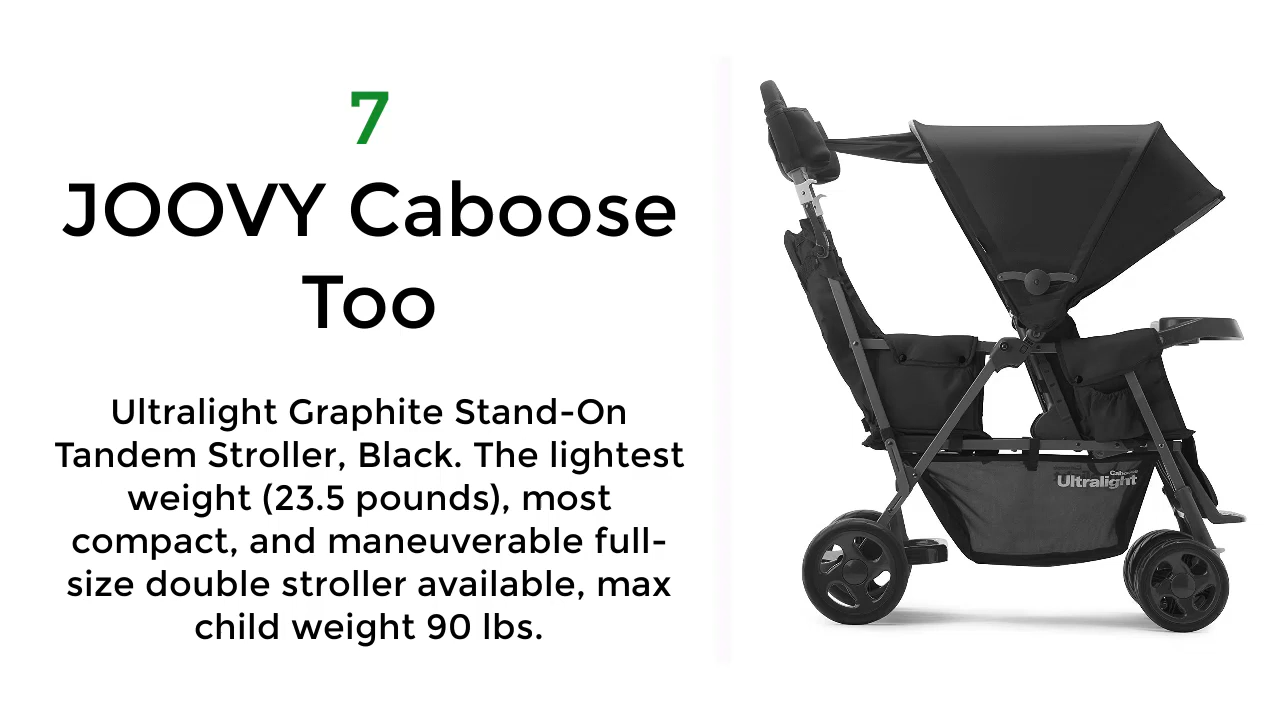 7
JOOVY Caboose
Too
Ultralight Graphite Stand-On
Tandem Stroller, Black. The lightest
weight (23.5 pounds), most
compact, and maneuverable full-
size double stroller available, max
child weight 90 lbs.
Caboose
Ultralight